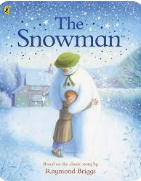 The
Snowman
Based on the classic story by
Raymond Briggs